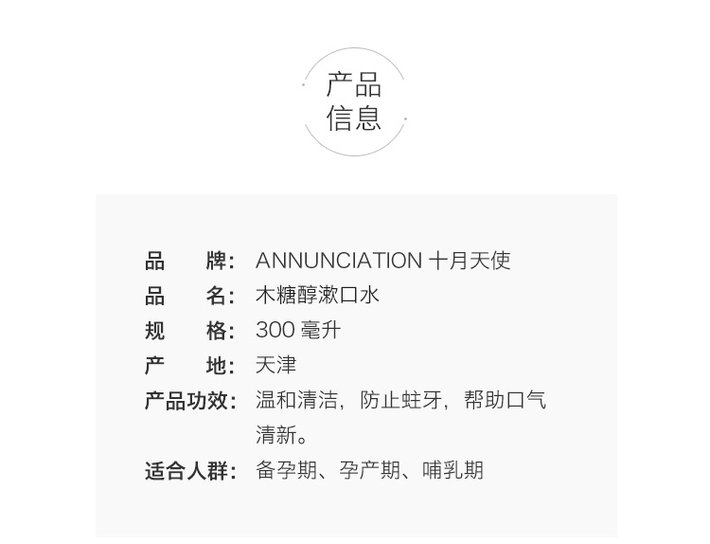 产品
信息
品 牌： ANNUNCIATION 十月天使
品 名： 木糖醇漱口水
规 格： 300 毫升
产 地： 天津
产品功效： 温和清洁，防止蛀牙，帮助口气
清新。
适合人群： 备孕期、孕产期、哺乳期